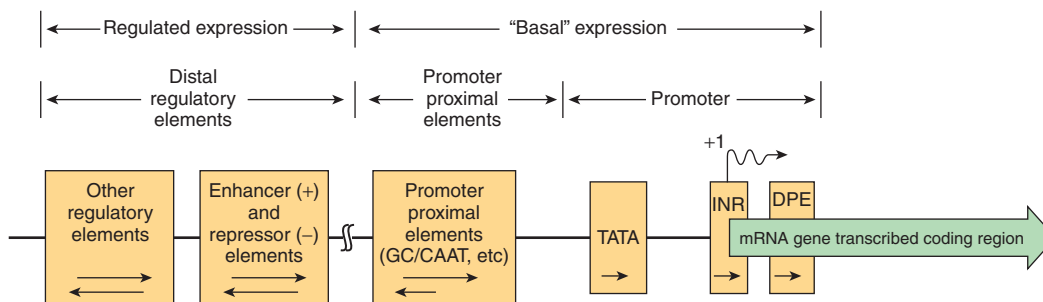 Regulated expression
“Basal” expression
Distal
regulatory
elements
Promoter
proximal
elements
Promoter
+1
Other
regulatory
elements
Enhancer (+)
and
repressor (−)
elements
Promoter
proximal
elements
(GC/CAAT, etc)
TATA
INR
DPE
mRNA gene transcribed coding region